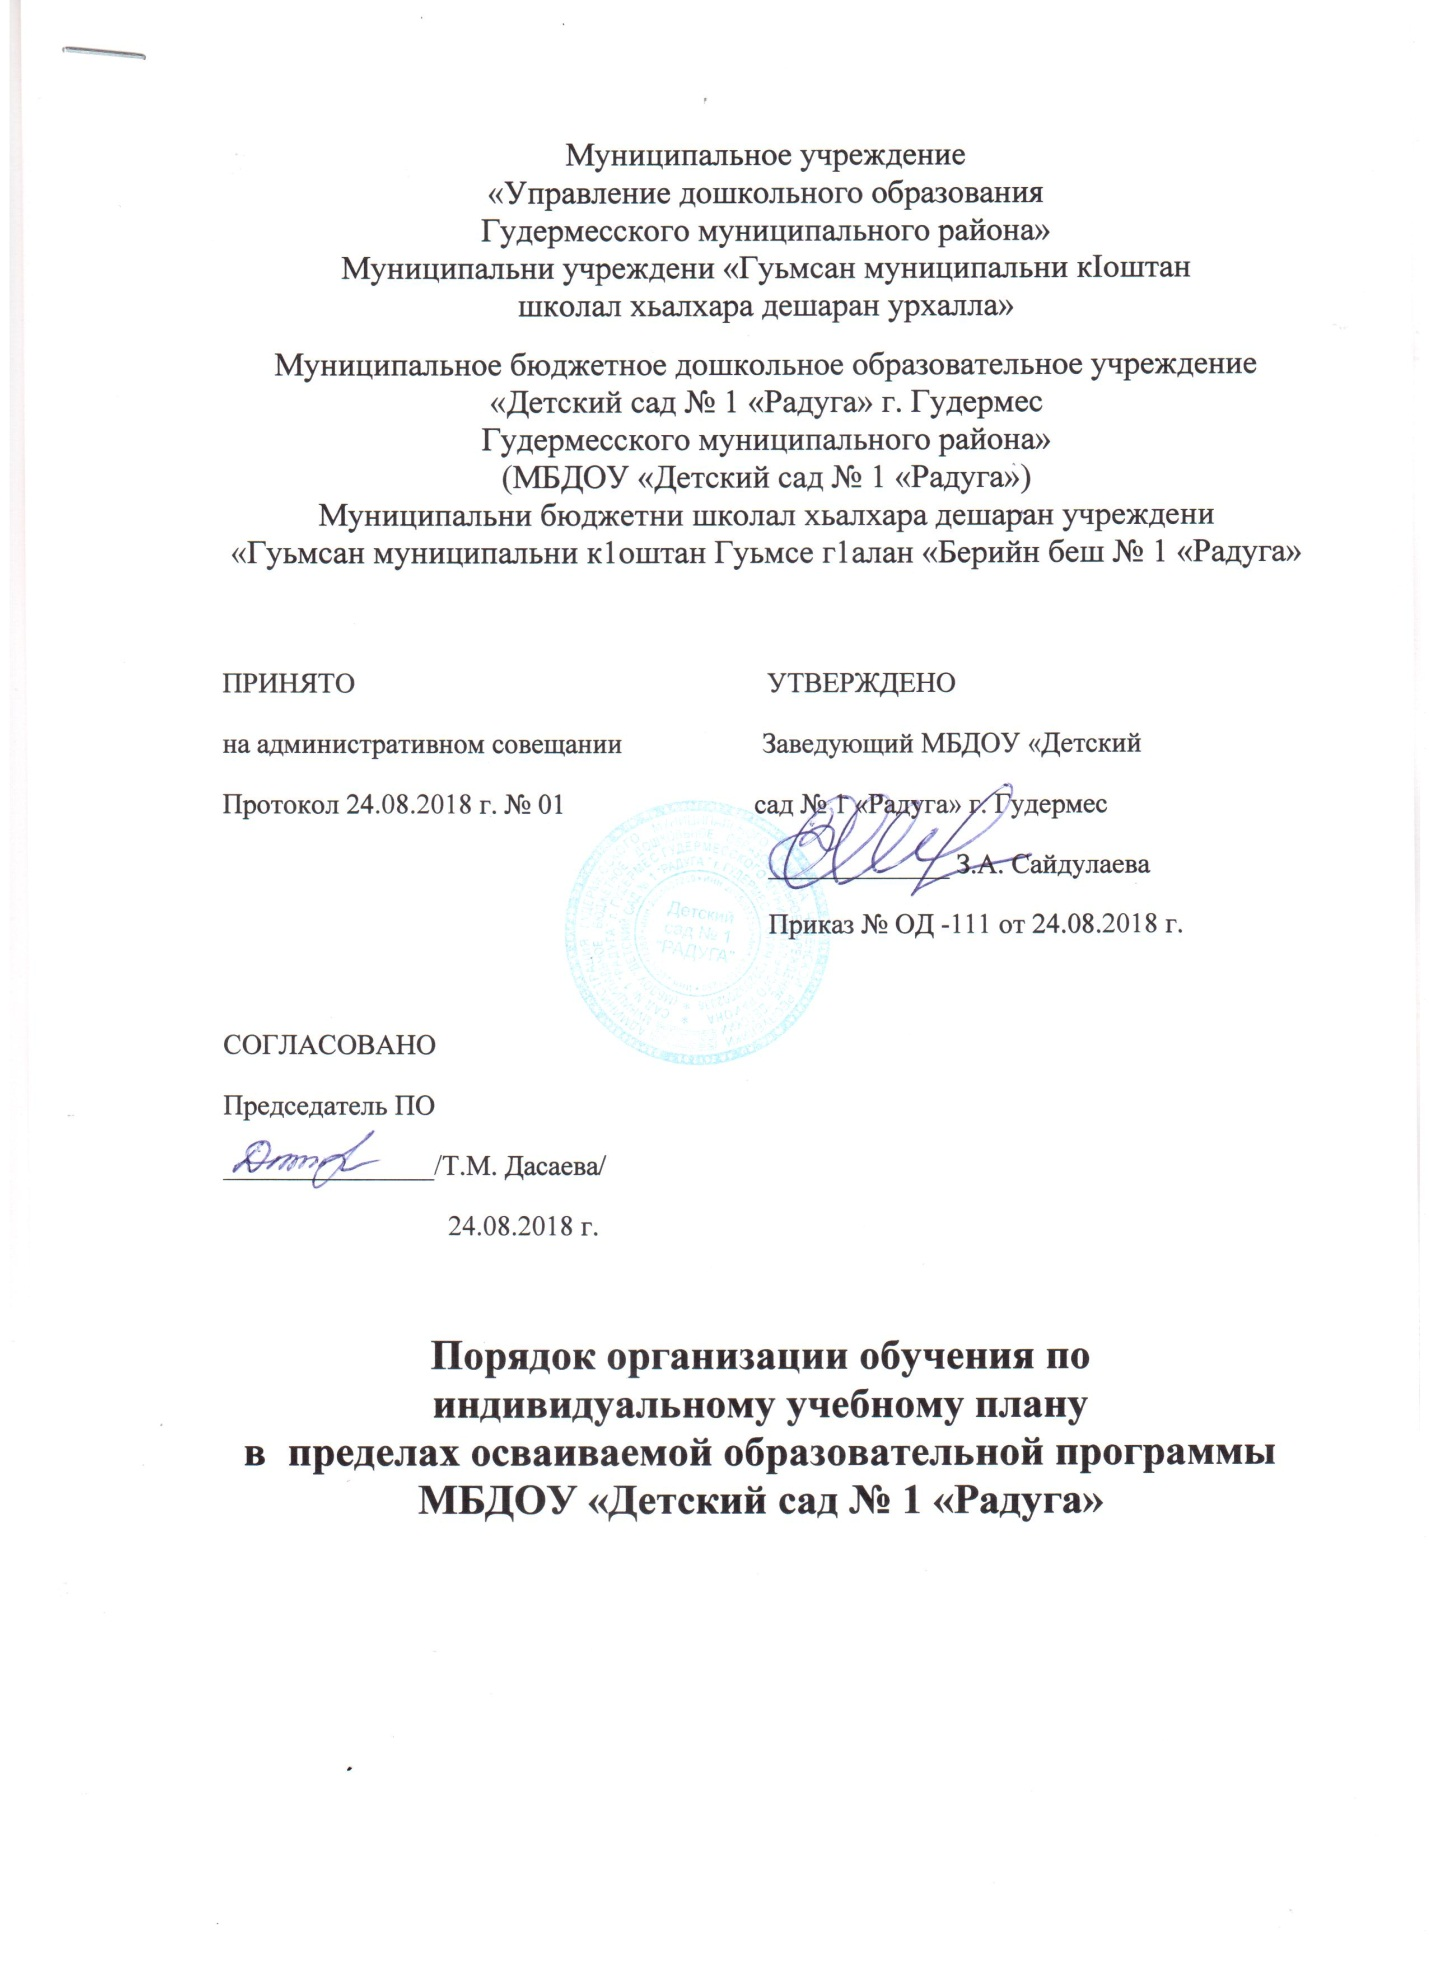 Муниципальное учреждение
«Управление дошкольного образования
Гудермесского муниципального района»
Муниципальни учреждени «Гуьмсан муниципальни кӀоштан
школал хьалхара дешаран урхалла»
Муниципальное бюджетное дошкольное образовательное учреждение
«Детский сад № 1 «Радуга» г. Гудермес
Гудермесского муниципального района»
(МБДОУ «Детский сад № 1 «Радуга»)
Муниципальни бюджетни школал хьалхара дешаран учреждени
«Гуьмсан муниципальни к1оштан Гуьмсе г1алан «Берийн беш № 1 «Радуга»
ПРИНЯТО УТВЕРЖДЕНО
на административном совещании Заведующий МБДОУ «Детский
Протокол 24.08.2018 г. № 01 сад № 1 «Радуга» г. Гудермес
З.А. Сайдулаева
Приказ № ОД -111 от 24.08.2018 г.
Детский
сад № 1
"РАДУГА"
СОГЛАСОВАНО
Председатель ПО
/Т.М. Дасаева/
24.08.2018 г.
Порядок организации обучения по
индивидуальному учебному плану
в пределах осваиваемой образовательной программы
МБДОУ «Детский сад № 1 «Радуга»